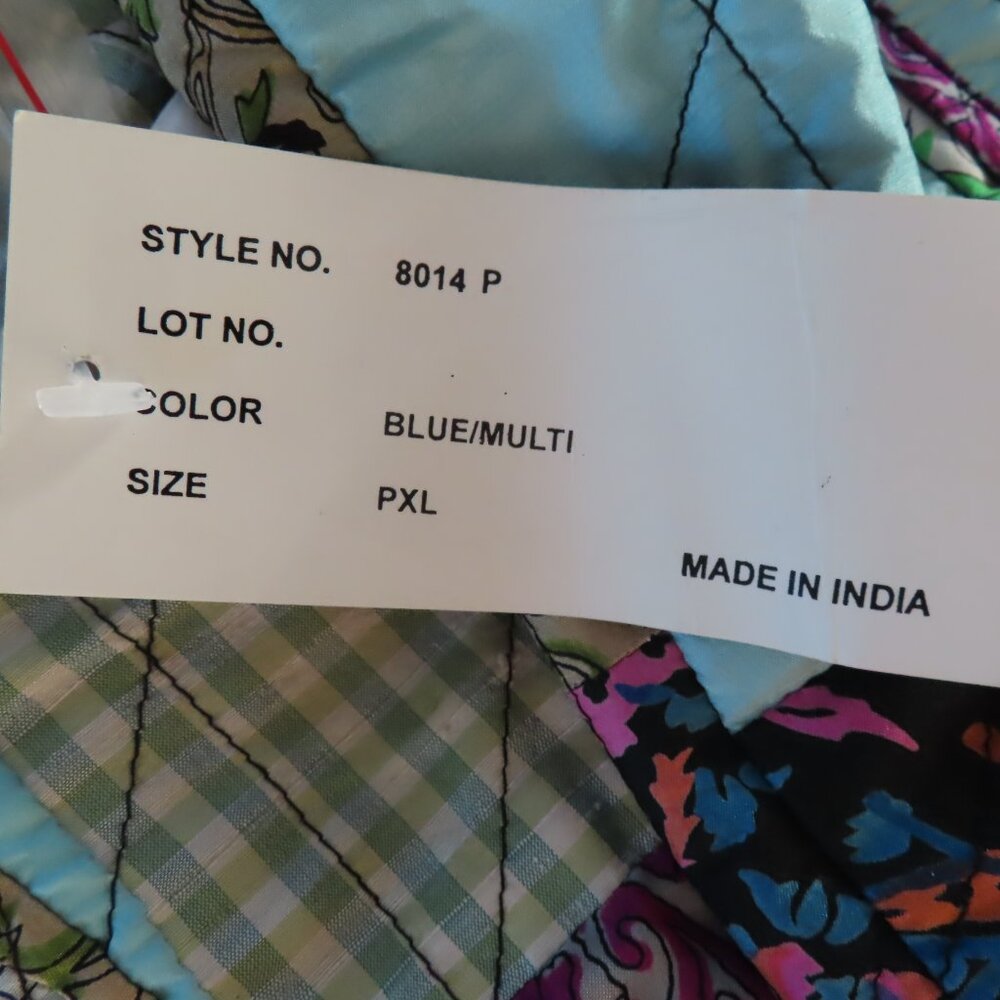 STYLE NO. 8014 P
LOT NO.
COLOR BLUE/MULTI
SIZE PXL
MADE IN INDIA